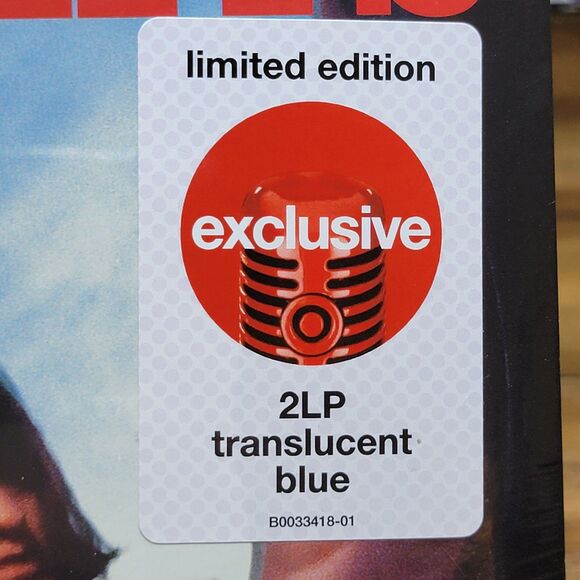 limited edition
exclusive
2LP
translucent
blue
B0033418-01